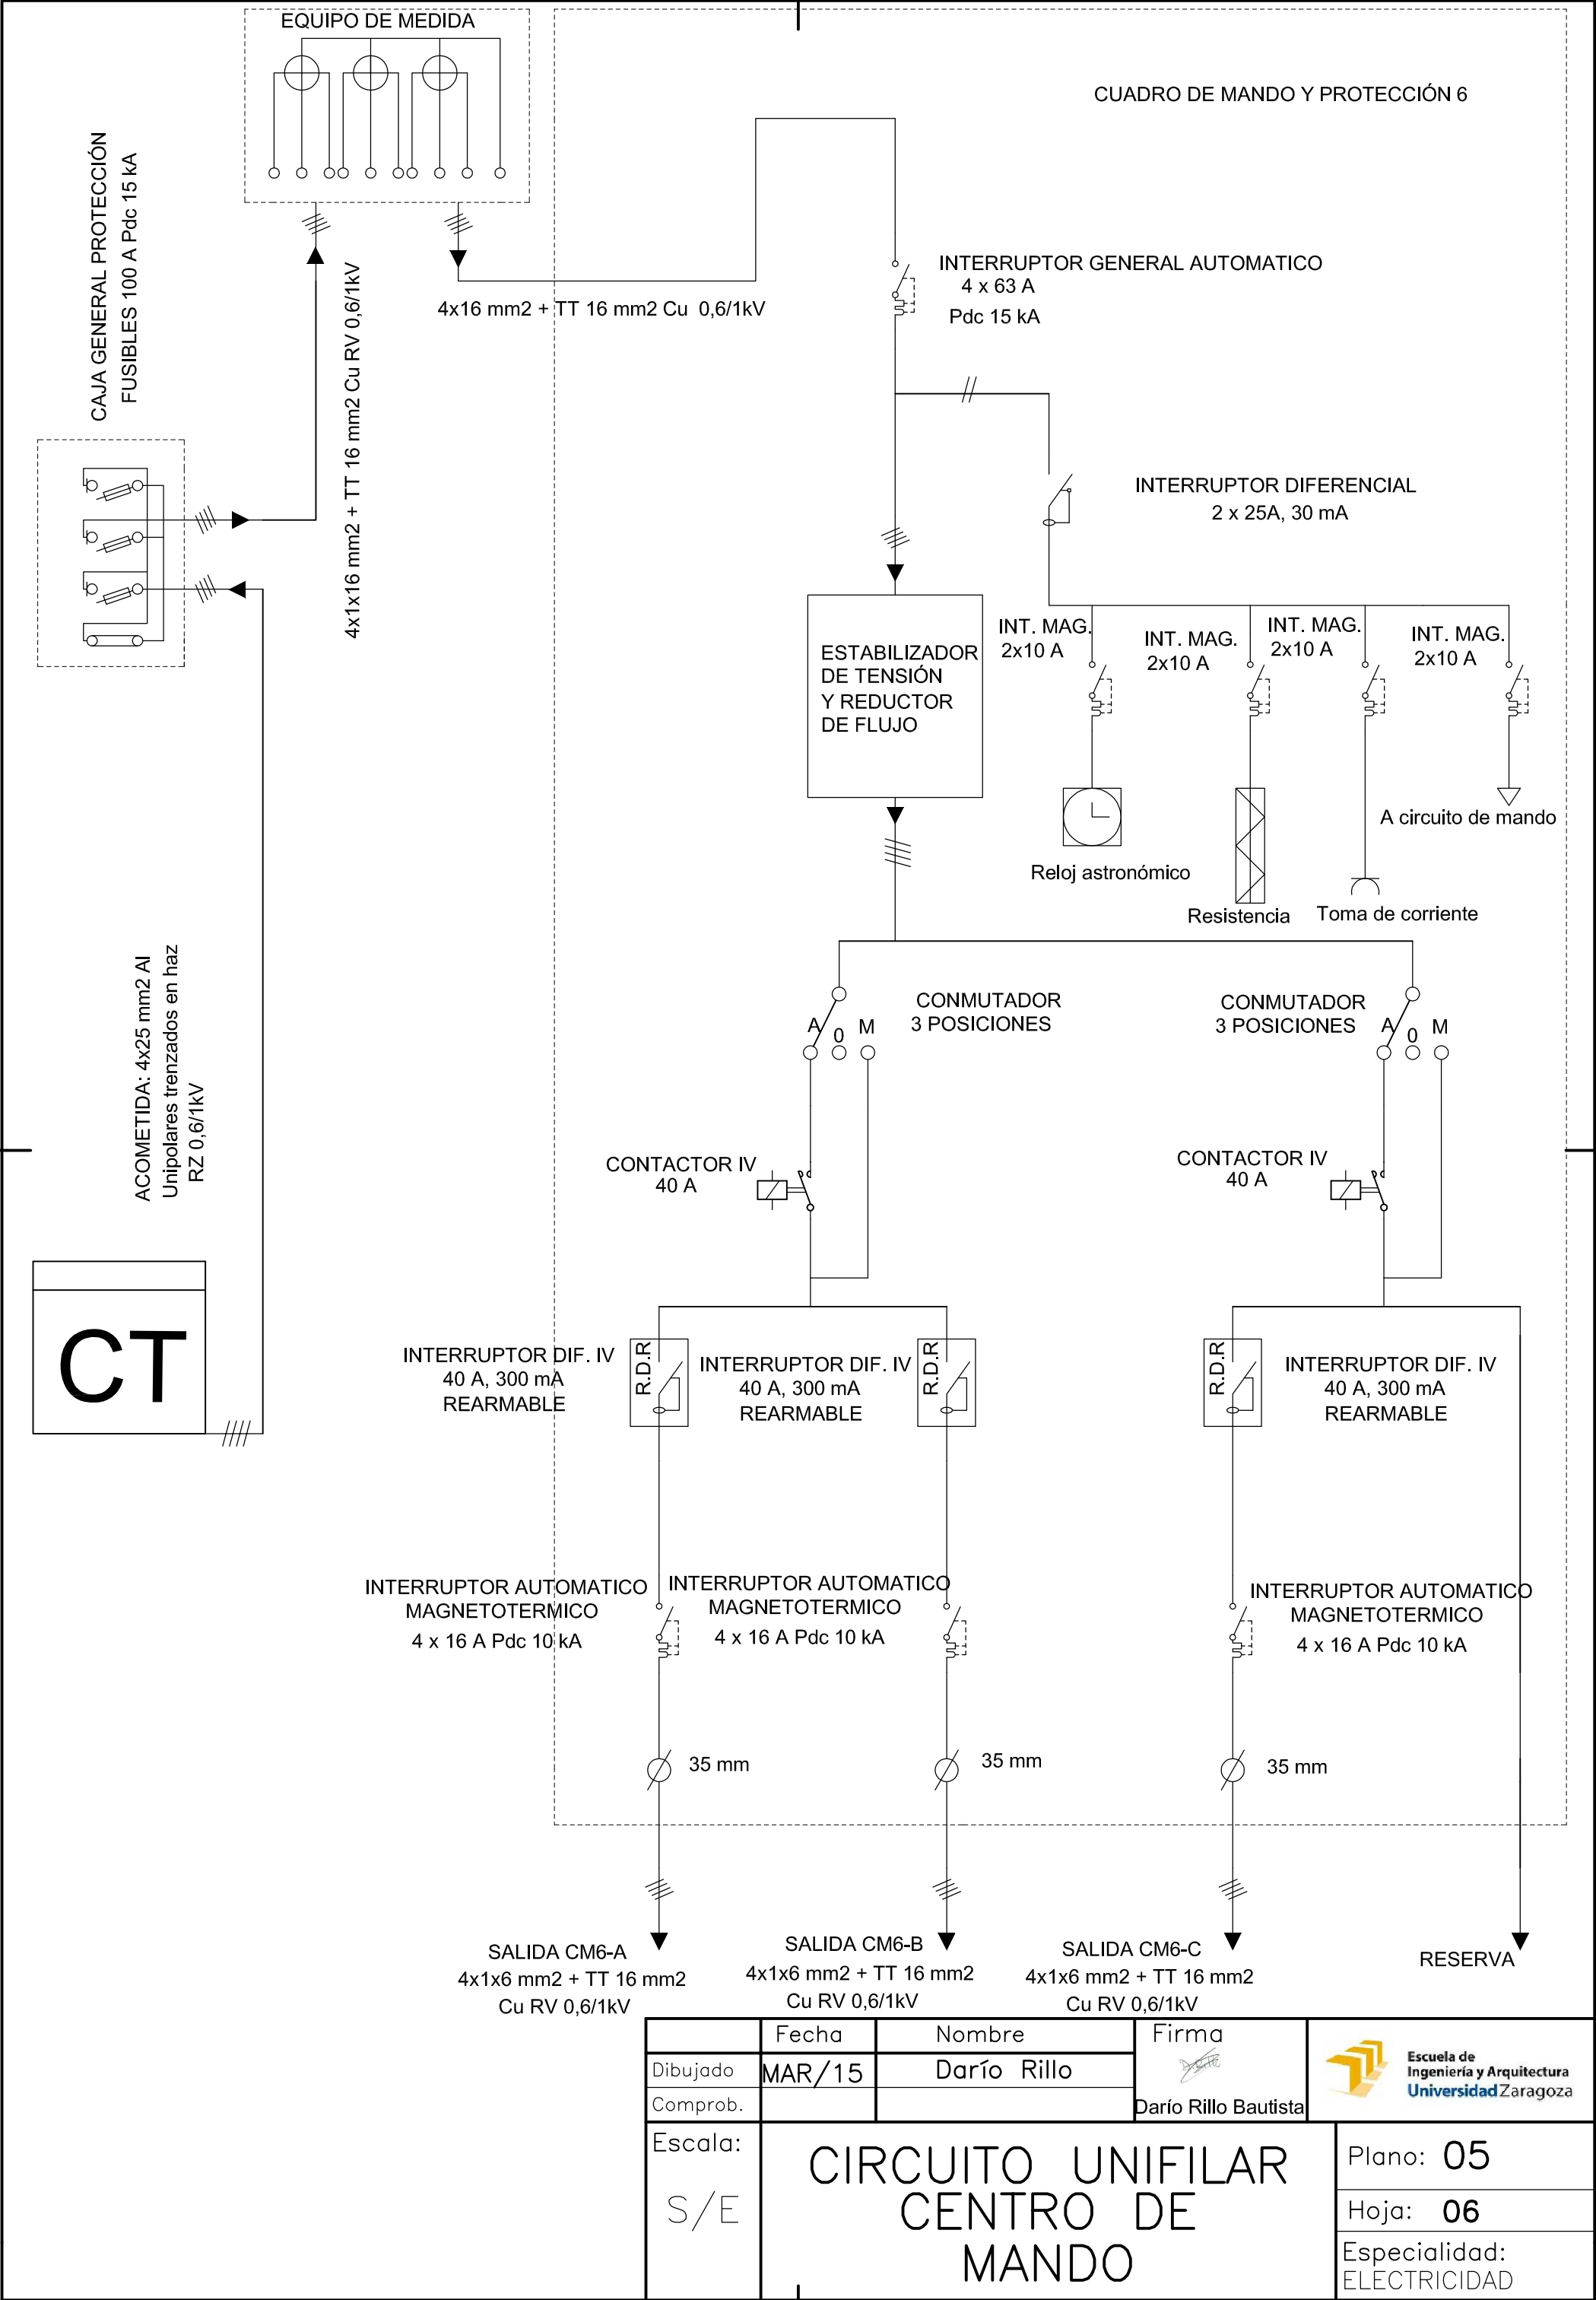 EQUIPO DE MEDIDA
CUADRO DE MANDO Y PROTECCIÓN 6
CAJA GENERAL PROTECCIÓN
FUSIBLES 100 A Pdc 15 kA
4x1x16 mm2 + TT 16 mm2 Cu RV 0,6/1kV
4x16 mm2 + TT 16 mm2 Cu  0,6/1kV
INTERRUPTOR GENERAL AUTOMATICO
4 x 63 A
Pdc 15 kA
INTERRUPTOR DIFERENCIAL
2 x 25A, 30 mA
INT. MAG.
2x10 A
INT. MAG.
2x10 A
INT. MAG.
2x10 A
INT. MAG.
2x10 A
ESTABILIZADOR
DE TENSIÓN
Y REDUCTOR
DE FLUJO
Reloj astronómico
Resistencia
Toma de corriente
A circuito de mando
ACOMETIDA: 4x25 mm2 Al
Unipolares trenzados en haz
RZ 0,6/1kV
CT
CONMUTADOR
3 POSICIONES
A
0
M
CONMUTADOR
3 POSICIONES
A
0
M
CONTACTOR IV
40 A
CONTACTOR IV
40 A
INTERRUPTOR DIF. IV
40 A, 300 mA
REARMABLE
R.D.R
INTERRUPTOR DIF. IV
40 A, 300 mA
REARMABLE
R.D.R
R.D.R
INTERRUPTOR DIF. IV
40 A, 300 mA
REARMABLE
INTERRUPTOR AUTOMATICO
MAGNETOTERMICO
4 x 16 A Pdc 10 kA
INTERRUPTOR AUTOMATICO
MAGNETOTERMICO
4 x 16 A Pdc 10 kA
INTERRUPTOR AUTOMATICO
MAGNETOTERMICO
4 x 16 A Pdc 10 kA
35 mm
35 mm
35 mm
SALIDA CM6-A
4x1x6 mm2 + TT 16 mm2
Cu RV 0,6/1kV
SALIDA CM6-B
4x1x6 mm2 + TT 16 mm2
Cu RV 0,6/1kV
SALIDA CM6-C
4x1x6 mm2 + TT 16 mm2
Cu RV 0,6/1kV
RESERVA
Fecha
Nombre
Firma
Dibujado
MAR/15
Darío Rillo
Comprob.
Darío Rillo Bautista
Escuela de
Ingeniería y Arquitectura
Universidad Zaragoza
Escala:
S/E
CIRCUITO UNIFILAR
CENTRO DE
MANDO
Plano: 05
Hoja: 06
Especialidad:
ELECTRICIDAD